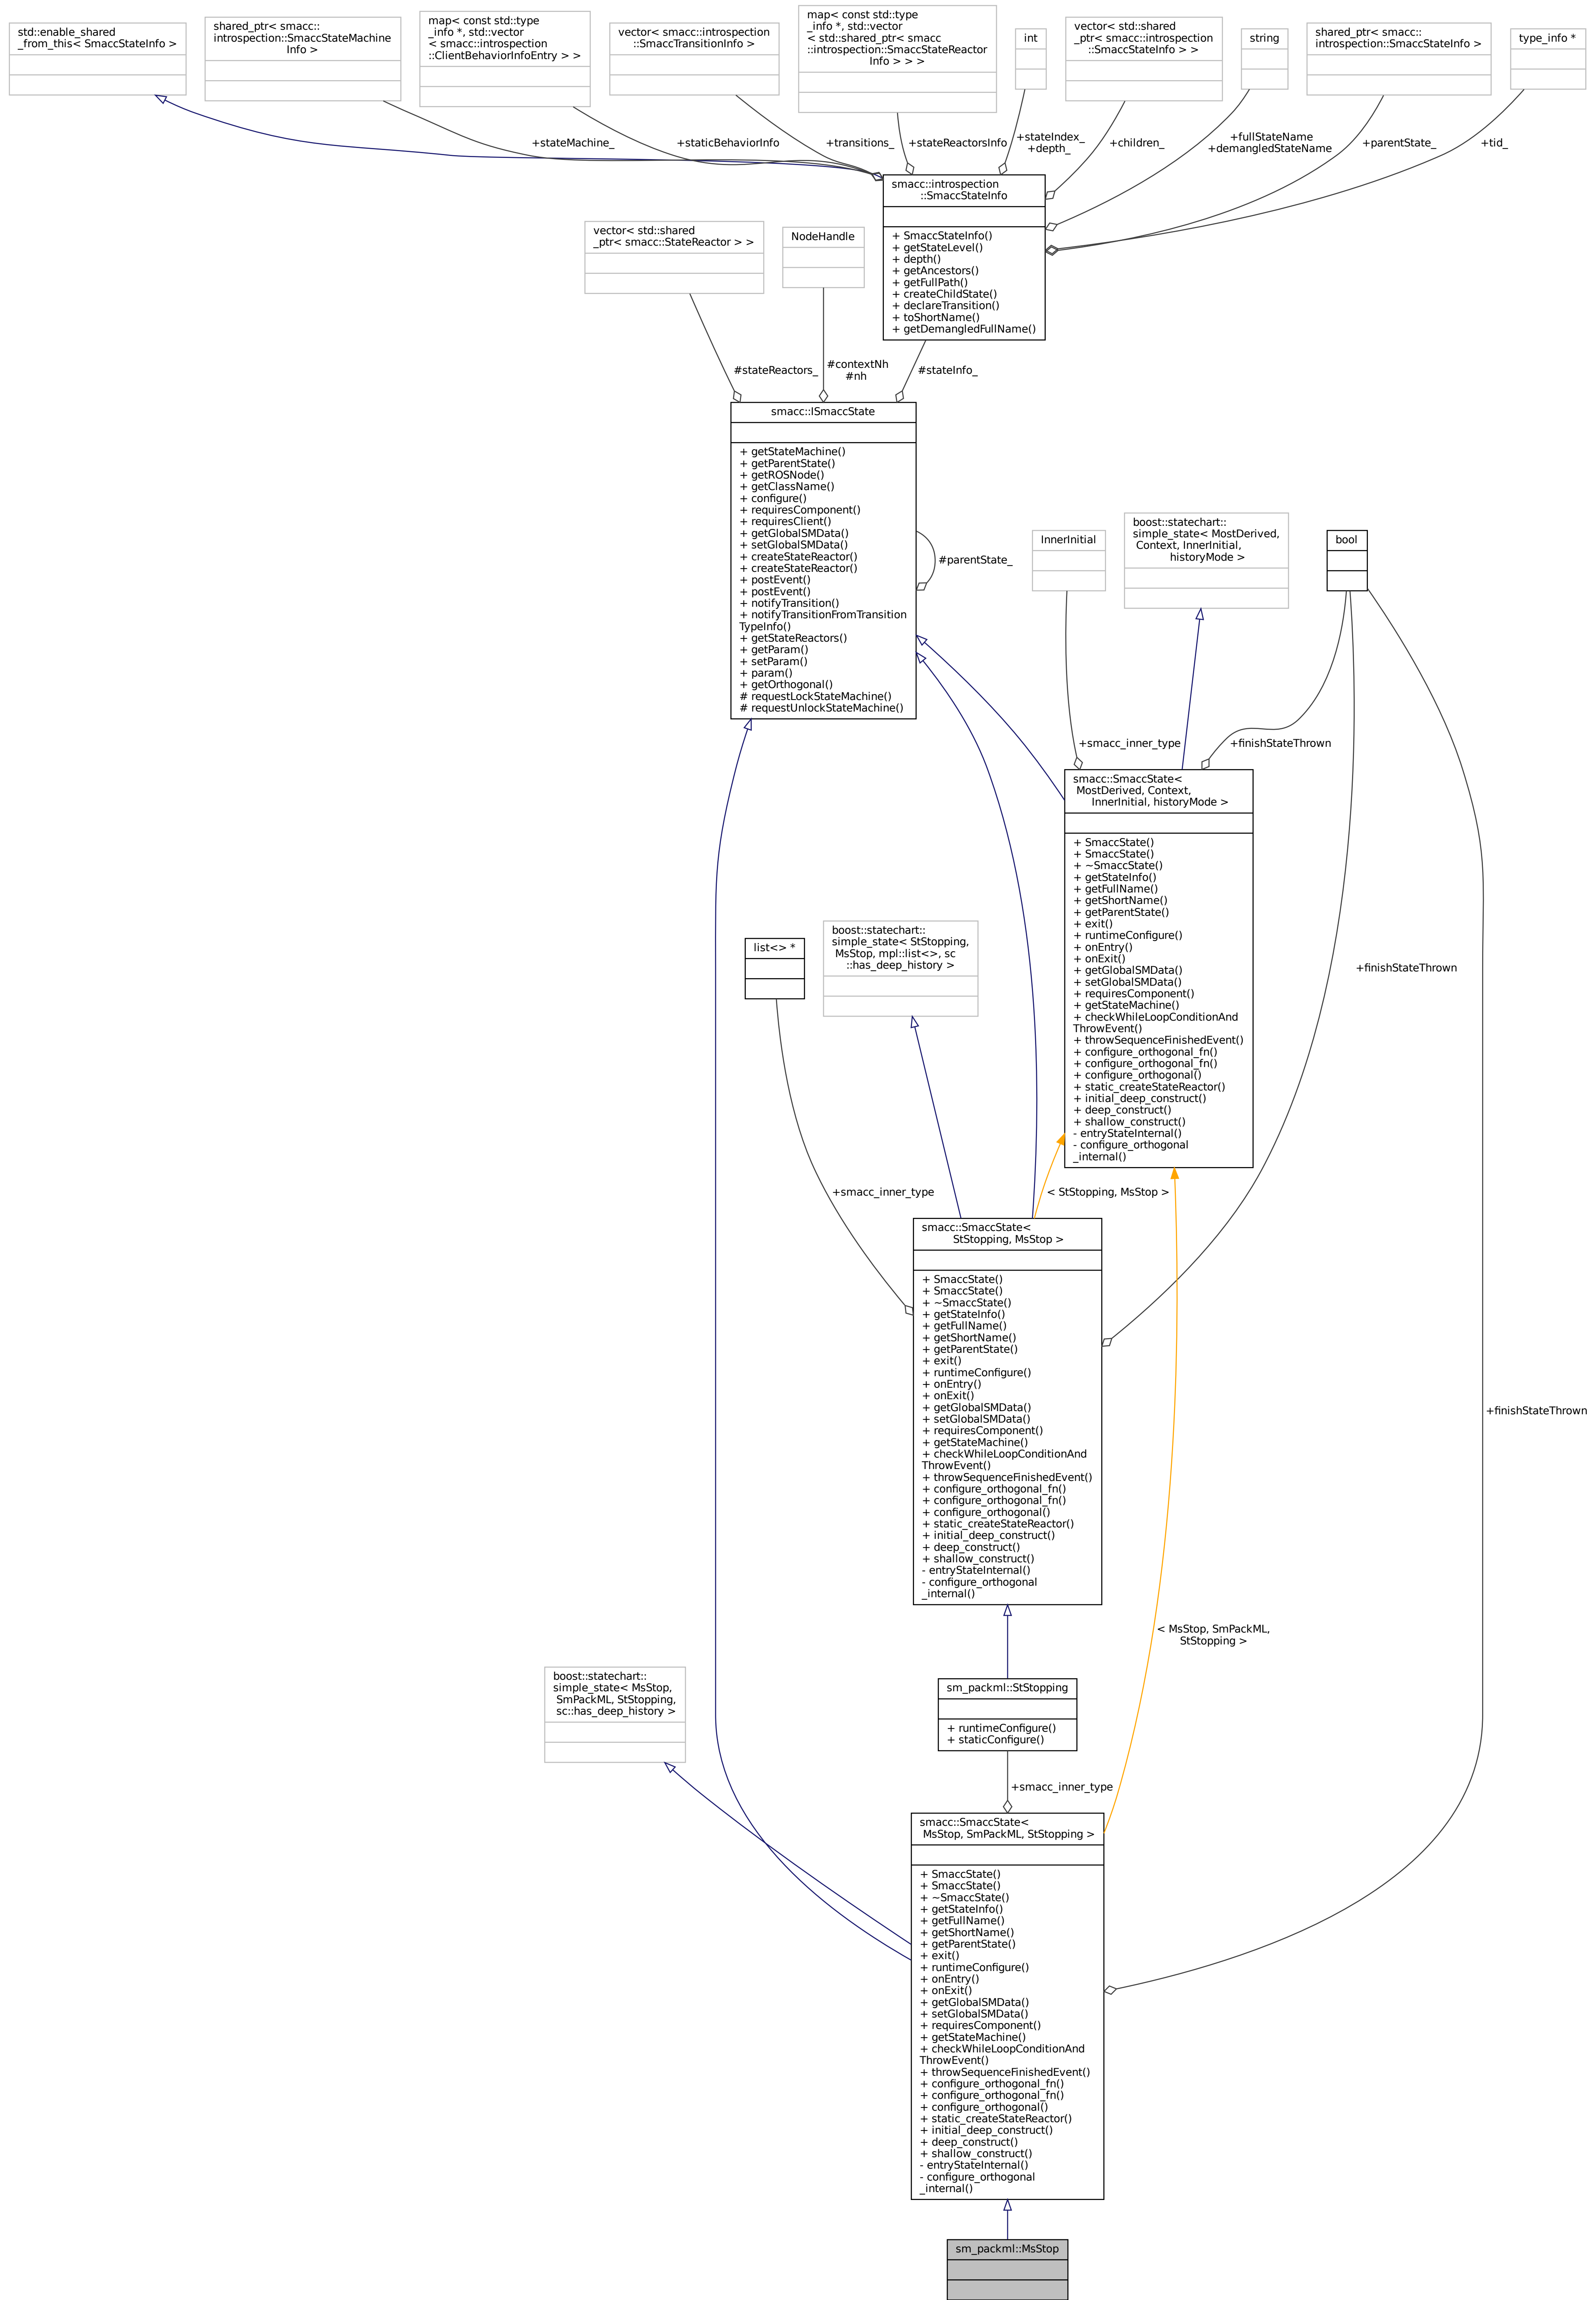 std::enable_shared
_from_this< SmaccStateInfo >
shared_ptr< smacc::
introspection::SmaccStateMachine
Info >
map< const std::type
_info *, std::vector
< smacc::introspection
::ClientBehaviorInfoEntry > >
vector< smacc::introspection
::SmaccTransitionInfo >
map< const std::type
_info *, std::vector
< std::shared_ptr< smacc
::introspection::SmaccStateReactor
Info > > >
int
vector< std::shared
_ptr< smacc::introspection
::SmaccStateInfo > >
string
shared_ptr< smacc::
introspection::SmaccStateInfo >
type_info *
+stateMachine_
+staticBehaviorInfo
+transitions_
+stateReactorsInfo
+stateIndex_
+depth_
+children_
+fullStateName
+demangledStateName
+parentState_
+tid_
smacc::introspection
::SmaccStateInfo
+ SmaccStateInfo()
+ getStateLevel()
+ depth()
+ getAncestors()
+ getFullPath()
+ createChildState()
+ declareTransition()
+ toShortName()
+ getDemangledFullName()
vector< std::shared
_ptr< smacc::StateReactor > >
NodeHandle
#stateReactors_
#contextNh
#nh
#stateInfo_
smacc::ISmaccState
+ getStateMachine()
+ getParentState()
+ getROSNode()
+ getClassName()
+ configure()
+ requiresComponent()
+ requiresClient()
+ getGlobalSMData()
+ setGlobalSMData()
+ createStateReactor()
+ createStateReactor()
+ postEvent()
+ postEvent()
+ notifyTransition()
+ notifyTransitionFromTransition
TypeInfo()
+ getStateReactors()
+ getParam()
+ setParam()
+ param()
+ getOrthogonal()
# requestLockStateMachine()
# requestUnlockStateMachine()
#parentState_
InnerInitial
boost::statechart::
simple_state< MostDerived,
Context, InnerInitial,
historyMode >
bool
+smacc_inner_type
+finishStateThrown
smacc::SmaccState<
MostDerived, Context,
InnerInitial, historyMode >
+ SmaccState()
+ SmaccState()
+ ~SmaccState()
+ getStateInfo()
+ getFullName()
+ getShortName()
+ getParentState()
+ exit()
+ runtimeConfigure()
+ onEntry()
+ onExit()
+ getGlobalSMData()
+ setGlobalSMData()
+ requiresComponent()
+ getStateMachine()
+ checkWhileLoopConditionAnd
ThrowEvent()
+ throwSequenceFinishedEvent()
+ configure_orthogonal_fn()
+ configure_orthogonal_fn()
+ configure_orthogonal()
+ static_createStateReactor()
+ initial_deep_construct()
+ deep_construct()
+ shallow_construct()
- entryStateInternal()
- configure_orthogonal
_internal()
list<> *
boost::statechart::
simple_state< StStopping,
MsStop, mpl::list<>, sc
::has_deep_history >
+finishStateThrown
+smacc_inner_type
< StStopping, MsStop >
smacc::SmaccState<
StStopping, MsStop >
+ SmaccState()
+ SmaccState()
+ ~SmaccState()
+ getStateInfo()
+ getFullName()
+ getShortName()
+ getParentState()
+ exit()
+ runtimeConfigure()
+ onEntry()
+ onExit()
+ getGlobalSMData()
+ setGlobalSMData()
+ requiresComponent()
+ getStateMachine()
+ checkWhileLoopConditionAnd
ThrowEvent()
+ throwSequenceFinishedEvent()
+ configure_orthogonal_fn()
+ configure_orthogonal_fn()
+ configure_orthogonal()
+ static_createStateReactor()
+ initial_deep_construct()
+ deep_construct()
+ shallow_construct()
- entryStateInternal()
- configure_orthogonal
_internal()
+finishStateThrown
< MsStop, SmPackML,
StStopping >
boost::statechart::
simple_state< MsStop,
SmPackML, StStopping,
sc::has_deep_history >
sm_packml::StStopping
+ runtimeConfigure()
+ staticConfigure()
+smacc_inner_type
smacc::SmaccState<
MsStop, SmPackML, StStopping >
+ SmaccState()
+ SmaccState()
+ ~SmaccState()
+ getStateInfo()
+ getFullName()
+ getShortName()
+ getParentState()
+ exit()
+ runtimeConfigure()
+ onEntry()
+ onExit()
+ getGlobalSMData()
+ setGlobalSMData()
+ requiresComponent()
+ getStateMachine()
+ checkWhileLoopConditionAnd
ThrowEvent()
+ throwSequenceFinishedEvent()
+ configure_orthogonal_fn()
+ configure_orthogonal_fn()
+ configure_orthogonal()
+ static_createStateReactor()
+ initial_deep_construct()
+ deep_construct()
+ shallow_construct()
- entryStateInternal()
- configure_orthogonal
_internal()
sm_packml::MsStop